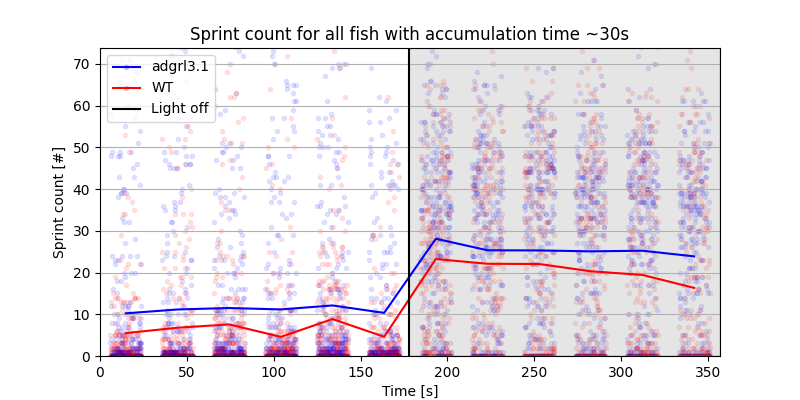 Sprint count for all fish with accumulation time ~30s
adgrl3.1
WT
Light off
Sprint count [#]
70
60
50
40
30
20
10
0
0 50 100 150 200 250 300 350
Time [s]